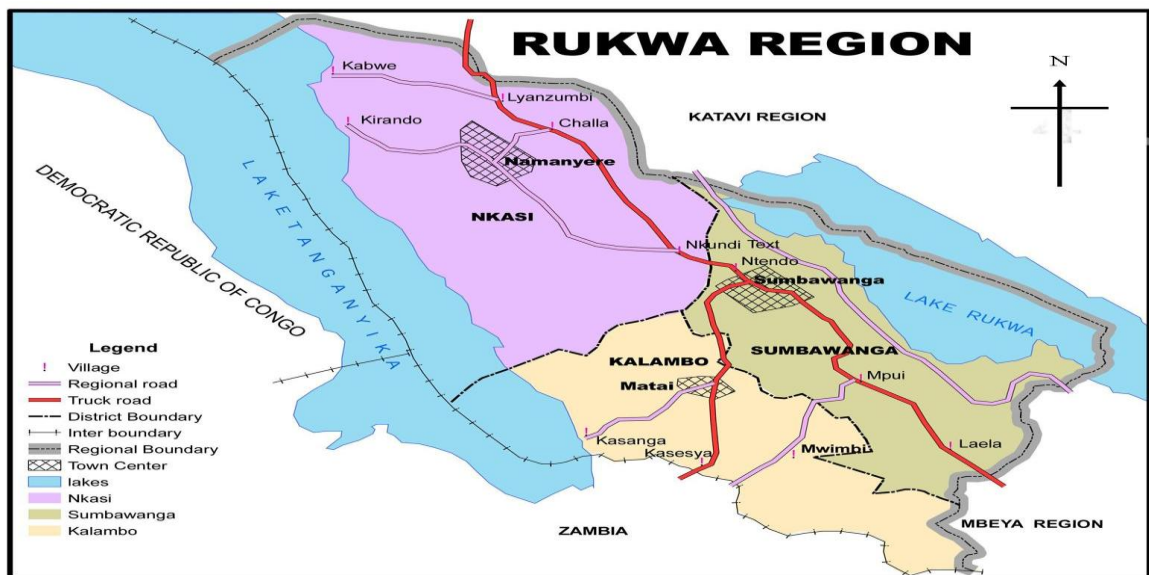 RUKWA REGION
N
Kabwe
Lyanzumbi
KATAVI REGION
Kirando
Challa
Namanyere
DEMOCRATIC REPUBLIC OF CONGO
LAKETANGANYIKA
NKASI
Nkundi Text
Ntendo
Sumbawanga
LAKE RUKWA
KALAMBO
SUMBAWANGA
Matai
Mpui
Kasanga
Kasesya
Mwimbi
Laela
ZAMBIA
MBEYA REGION
Legend
! Village
Regional road
Truck road
District Boundary
Inter boundary
Regional Boundary
Town Center
lakes
Nkasi
Sumbawanga
Kalambo